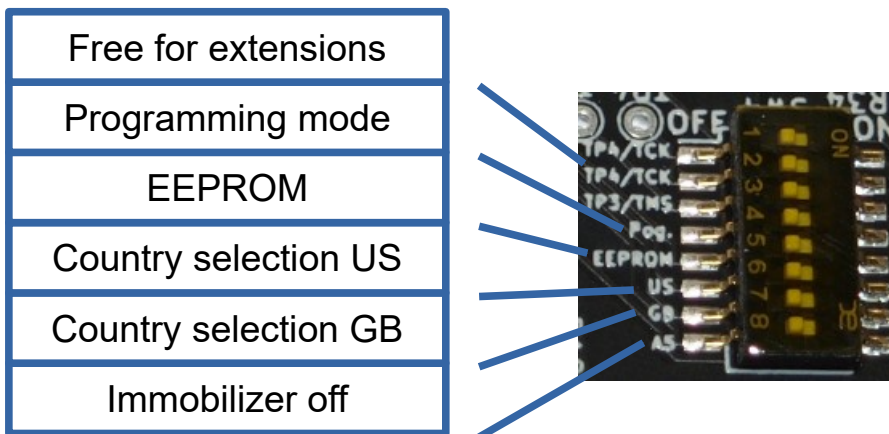 Free for extensions
Programming mode
EEPROM
Country selection US
Country selection GB
Immobilizer off
OFF
ON
TP4/TCK
TP4/TCK
TP3/TMS
Pog.
EEPROM
US
GB
AS
1
2
3
4
5
6
7
8